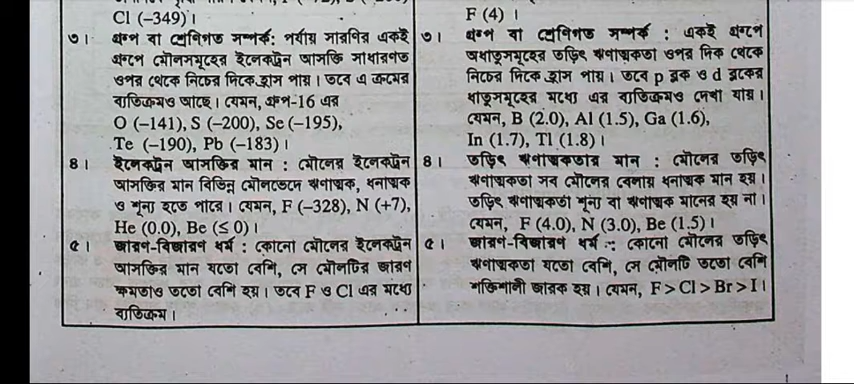 Cl (–349)।
৩। গ্রুপ বা শ্রেণিগত সম্পর্ক: পর্যায় সারণির একই
গ্রুপে মৌলসমূহের ইলেকট্রন আসক্তি সাধারণত
ওপর থেকে নিচের দিকে হ্রাস পায়। তবে এ ক্রমের
ব্যতিক্রমও আছে। যেমন, গ্রুপ-16 এর
O (–141), S (–200), Se (–195),
Te (–190), Pb (–183)।
৪। ইলেকট্রন আসক্তির মান : মৌলের ইলেকট্রন
আসক্তির মান বিভিন্ন মৌলভেদে ঋণাত্মক, ধনাত্মক
ও শূন্য হতে পারে। যেমন, F (–328), N (+7),
He (0.0), Be (≤ 0)।
৫। জারণ-বিজারণ ধর্ম : কোনো মৌলের ইলেকট্রন
আসক্তির মান যতো বেশি, সে মৌলটির জারণ
ক্ষমতাও ততো বেশি হয়। তবে F ও Cl এর মধ্যে
ব্যতিক্রম।
F (4) ।
৩। গ্রুপ বা শ্রেণিগত সম্পর্ক : একই গ্রুপে
অধাতুসমূহের তড়িৎ ঋণাত্মকতা ওপর দিক থেকে
নিচের দিকে হ্রাস পায়। তবে p ব্লক ও d ব্লকের
ধাতুসমূহের মধ্যে এর ব্যতিক্রমও দেখা যায়।
যেমন, B (2.0), Al (1.5), Ga (1.6),
In (1.7), Tl (1.8)।
৪। তড়িৎ ঋণাত্মকতার মান : মৌলের তড়িৎ
ঋণাত্মকতা সব মৌলের বেলায় ধনাত্মক মান হয়।
তড়িৎ ঋণাত্মকতা শূন্য বা ঋণাত্মক মানের হয় না।
যেমন, F (4.0), N (3.0), Be (1.5)।
৫। জারণ-বিজারণ ধর্ম : কোনো মৌলের তড়িৎ
ঋণাত্মকতা যতো বেশি, সে মৌলটি ততো বেশি
শক্তিশালী জারক হয়। যেমন, F > Cl > Br > I।